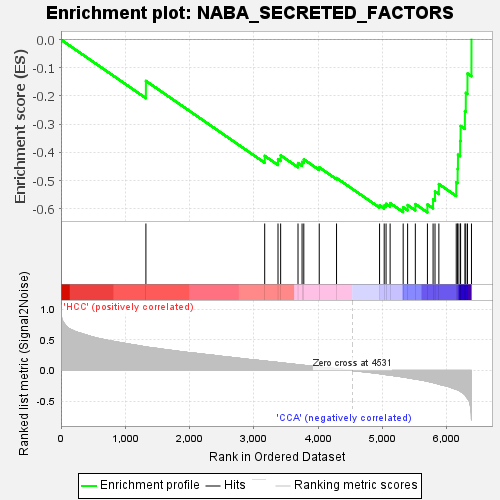 Enrichment plot: NABA_SECRETED_FACTORS
Enrichment score (ES)
0.0
-0.1
-0.2
-0.3
-0.4
-0.5
-0.6
'HCC' (positively correlated)
Ranked list metric (Signal2Noise)
1.0
0.5
0.0
-0.5
Zero cross at 4531
'CCA' (negatively correlated)
0 1,000 2,000 3,000 4,000 5,000 6,000
Rank in Ordered Dataset
Enrichment profile Hits Ranking metric scores